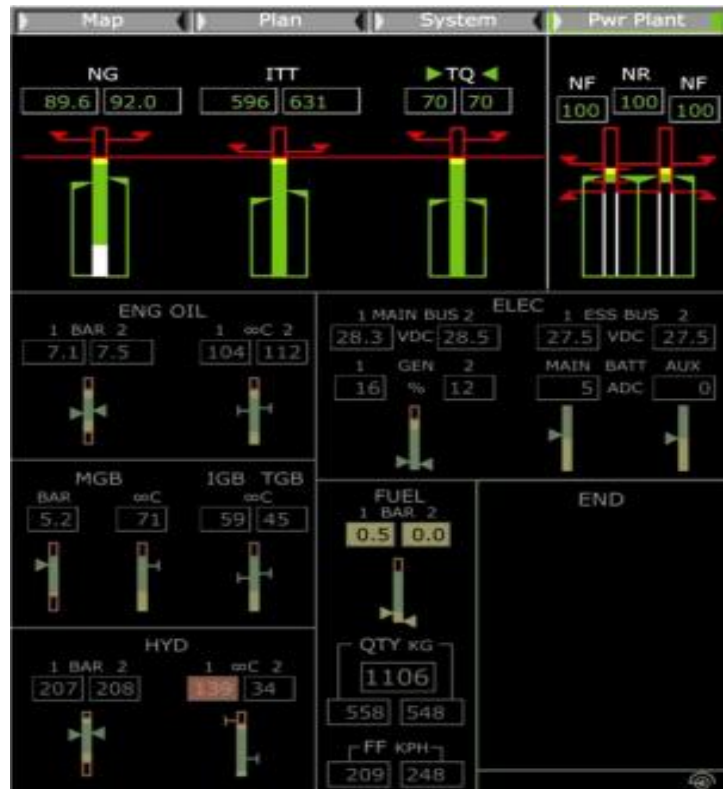 Map Plan System Pwr Plant
NG ITT TQ NF NR NF
89.6 92.0 596 631 70 70 100 100 100
ENG OIL
1 BAR 2 1 ∞C 2
7.1 7.5 104 112
ELEC
1 MAIN BUS 2 1 ESS BUS 2
28.3 VDC 28.5 27.5 VDC 27.5
1 GEN 2 MAIN BATT AUX
16 % 12 5 ADC 0
MGB IGB TGB
BAR ∞C ∞C
5.2 71 59 45
FUEL
1 BAR 2
0.5 0.0
END
HYD
1 BAR 2 1 ∞C 2
207 208 139 34
QTY KG
1106
558 548
FF KPH
209 248